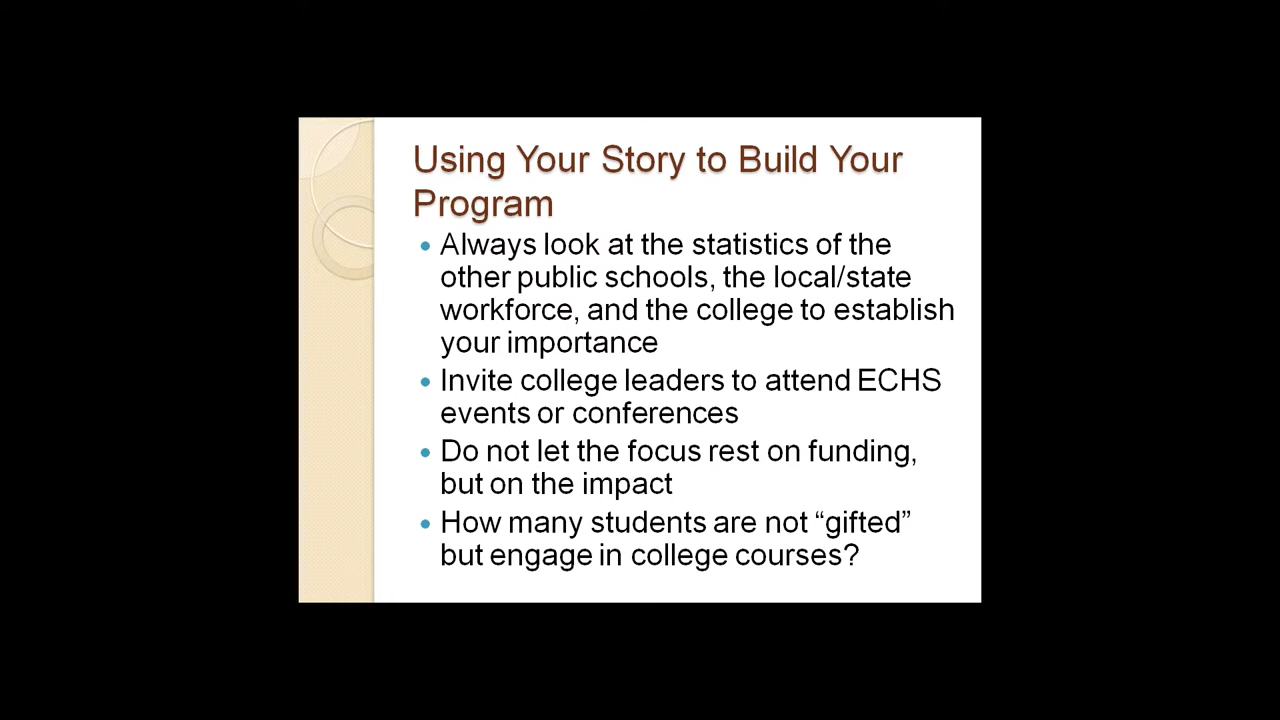 Using Your Story to Build Your
Program
• Always look at the statistics of the
other public schools, the local/state
workforce, and the college to establish
your importance
• Invite college leaders to attend ECHS
events or conferences
• Do not let the focus rest on funding,
but on the impact
• How many students are not “gifted”
but engage in college courses?